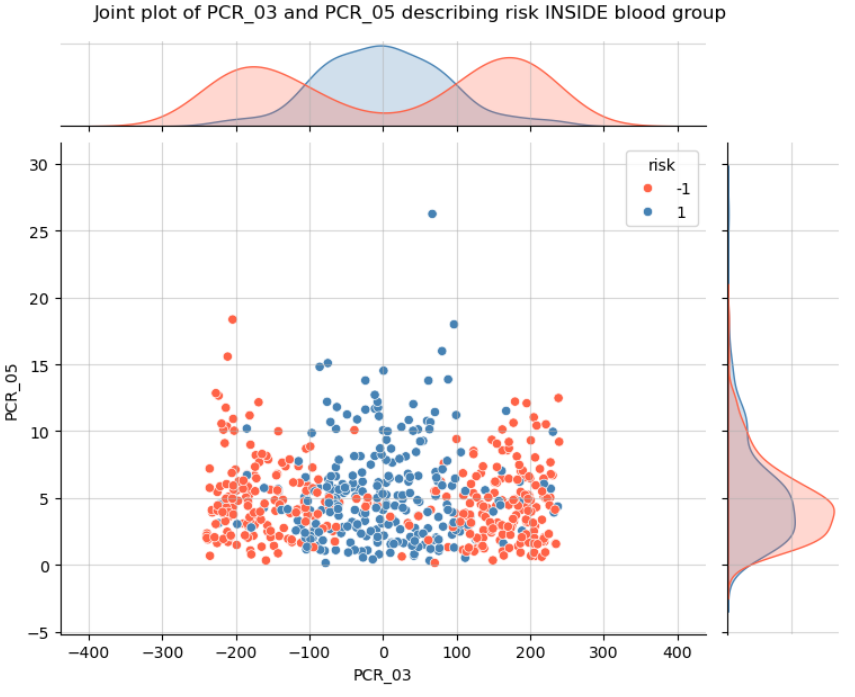 Joint plot of PCR_03 and PCR_05 describing risk INSIDE blood group
risk
-1
1
30
25
20
15
10
5
0
−5
PCR_05
−400 −300 −200 −100 0 100 200 300 400
PCR_03